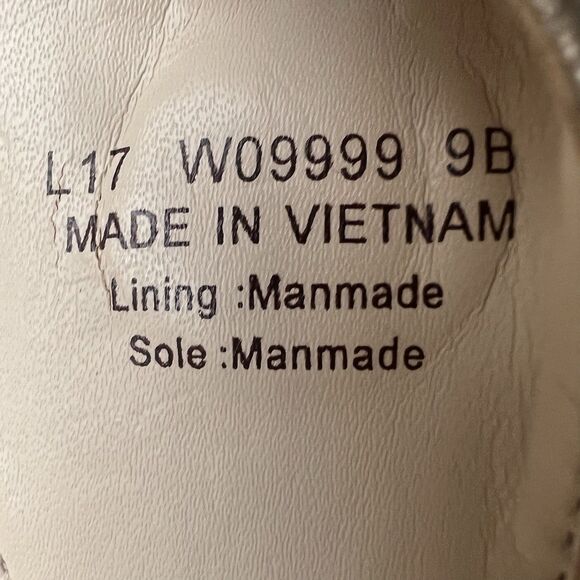 L17 W09999 9B
MADE IN VIETNAM
Lining :Manmade
Sole :Manmade